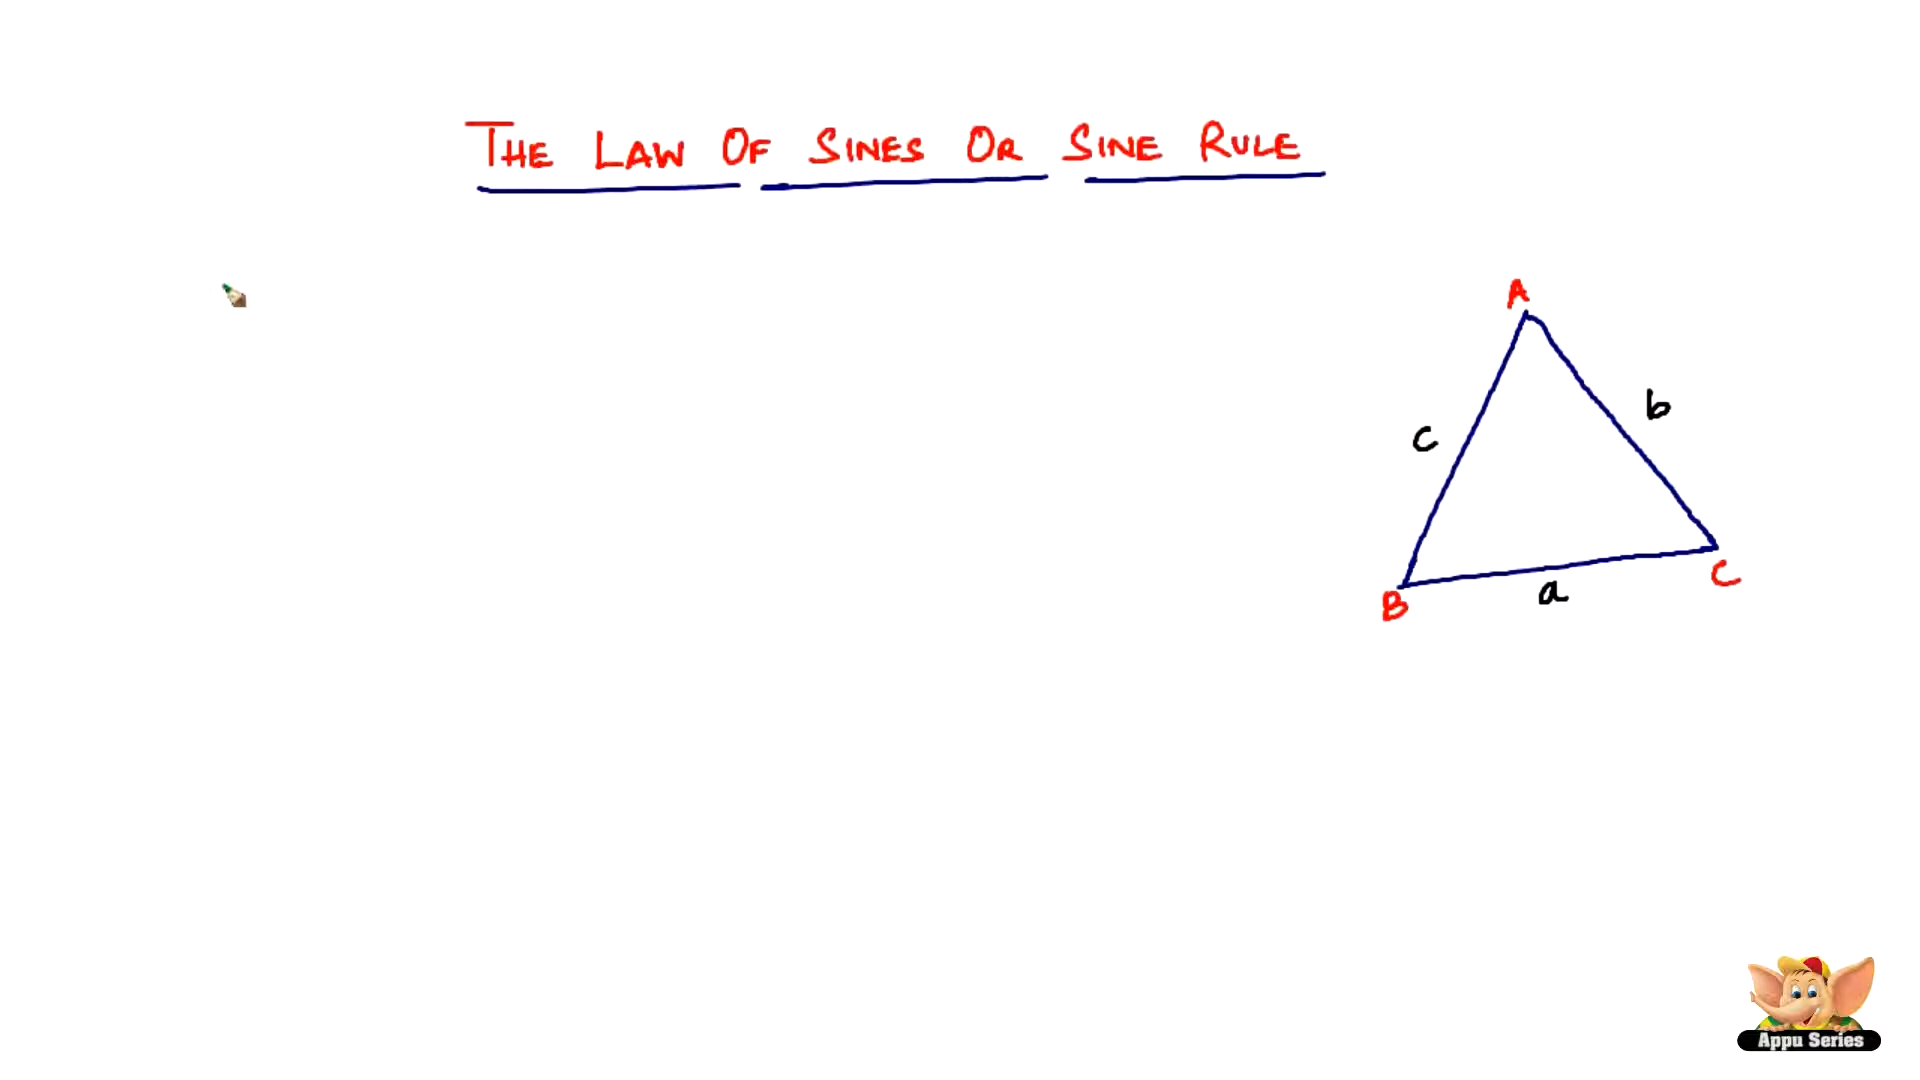 THE LAW OF SINES OR SINE RULE
A
b
c
C
a
B
Appu Series